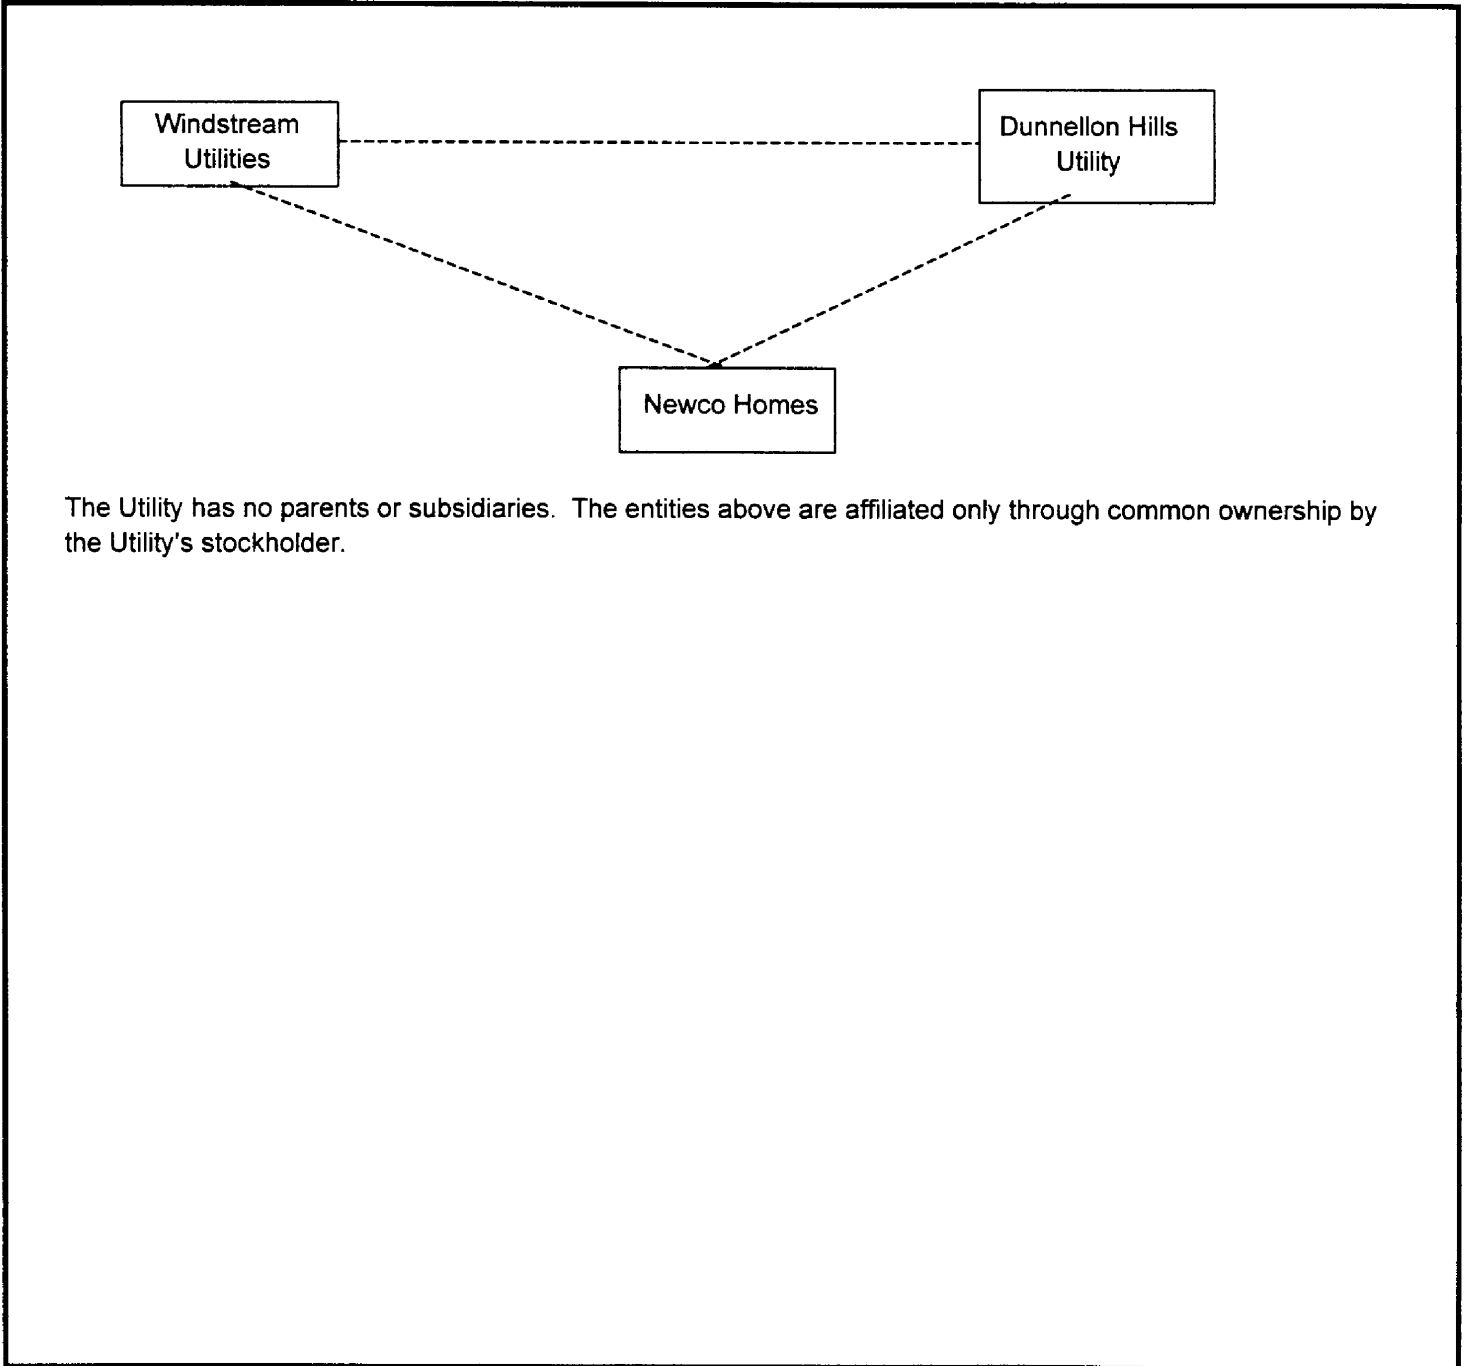 Windstream
Utilities
Dunnellon Hills
Utility
Newco Homes
The Utility has no parents or subsidiaries.  The entities above are affiliated only through common ownership by
the Utility's stockholder.